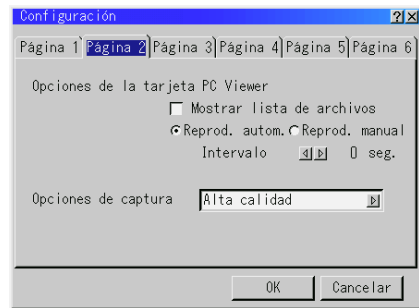 Configuración
Página 1 Página 2 Página 3 Página 4 Página 5 Página 6
Opciones de la tarjeta PC Viewer
Mostrar lista de archivos
Reprod. autom. Reprod. manual
Intervalo 0 seg.
Opciones de captura Alta calidad
OK Cancelar